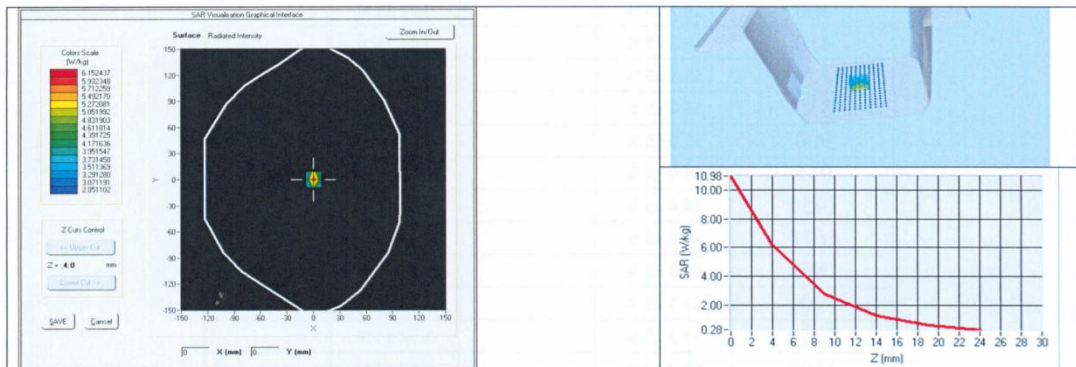 SAR Visualisation Graphical Interface
Surface Radiated Intensity
Zoom In/Out
Colors Scale
(W/kg)
6.152437
5.932348
5.712259
5.492170
5.272081
5.051992
4.831903
4.611814
4.391725
4.171636
3.951547
3.731458
3.511369
3.291280
3.071191
2.851102
Z Cuts Control
<< Upper Cut
Z = .4.0 mm
Lower Cut >>
SAVE Cancel
150-
120-
90-
60-
30-
0-
-30-
-60-
-90-
-120-
-150-
Y
-150 -120 -90 -60 -30 0 30 60 90 120 150
X
0 X (mm) 0 Y (mm)
10.98
10.00
8.00
6.00
4.00
2.00
0.28
SAR (W/kg)
0 2 4 6 8 10 12 14 16 18 20 22 24 26 28 30
Z (mm)